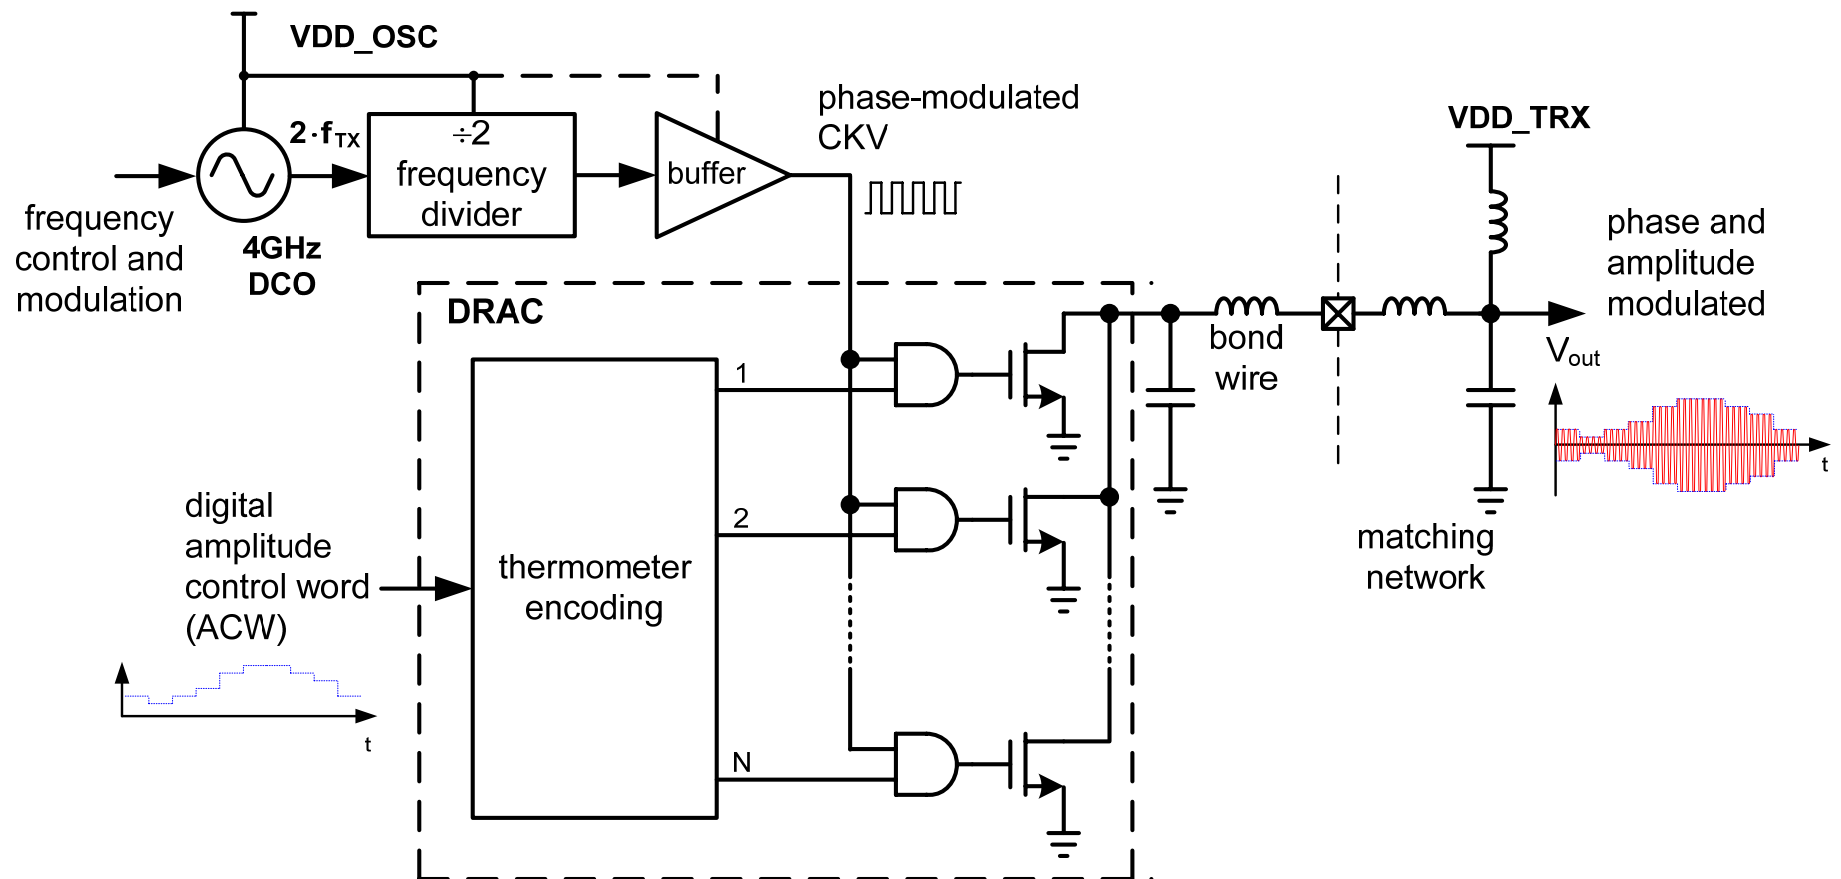 VDD_OSC
phase-modulated
CKV
VDD_TRX
2·fTX
÷2
frequency
divider
buffer
frequency
control and
modulation
4GHz
DCO
phase and
amplitude
modulated
DRAC
bond
wire
Vout
t
1
2
N
thermometer
encoding
digital
amplitude
control word
(ACW)
t
matching
network